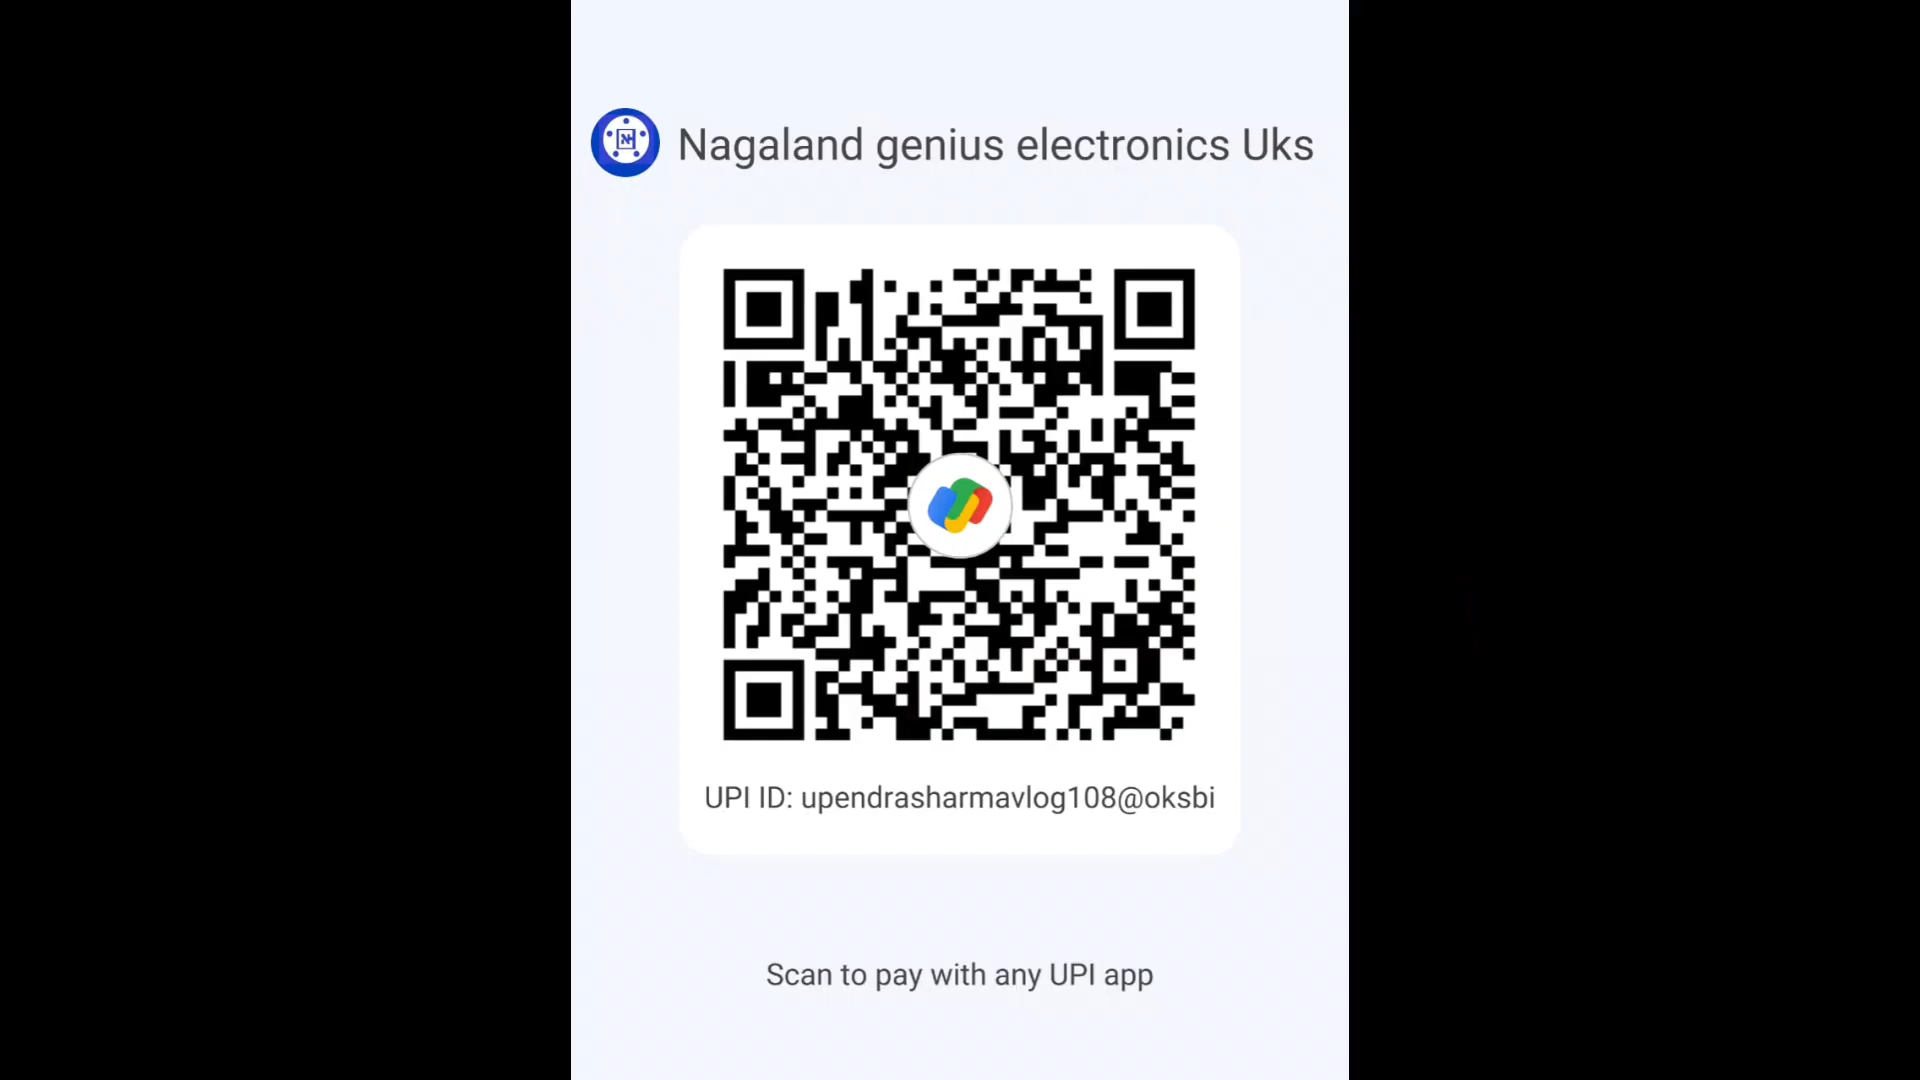 Nagaland genius electronics Uks
UPI ID: upendrasharmavlog108@oksbi
Scan to pay with any UPI app